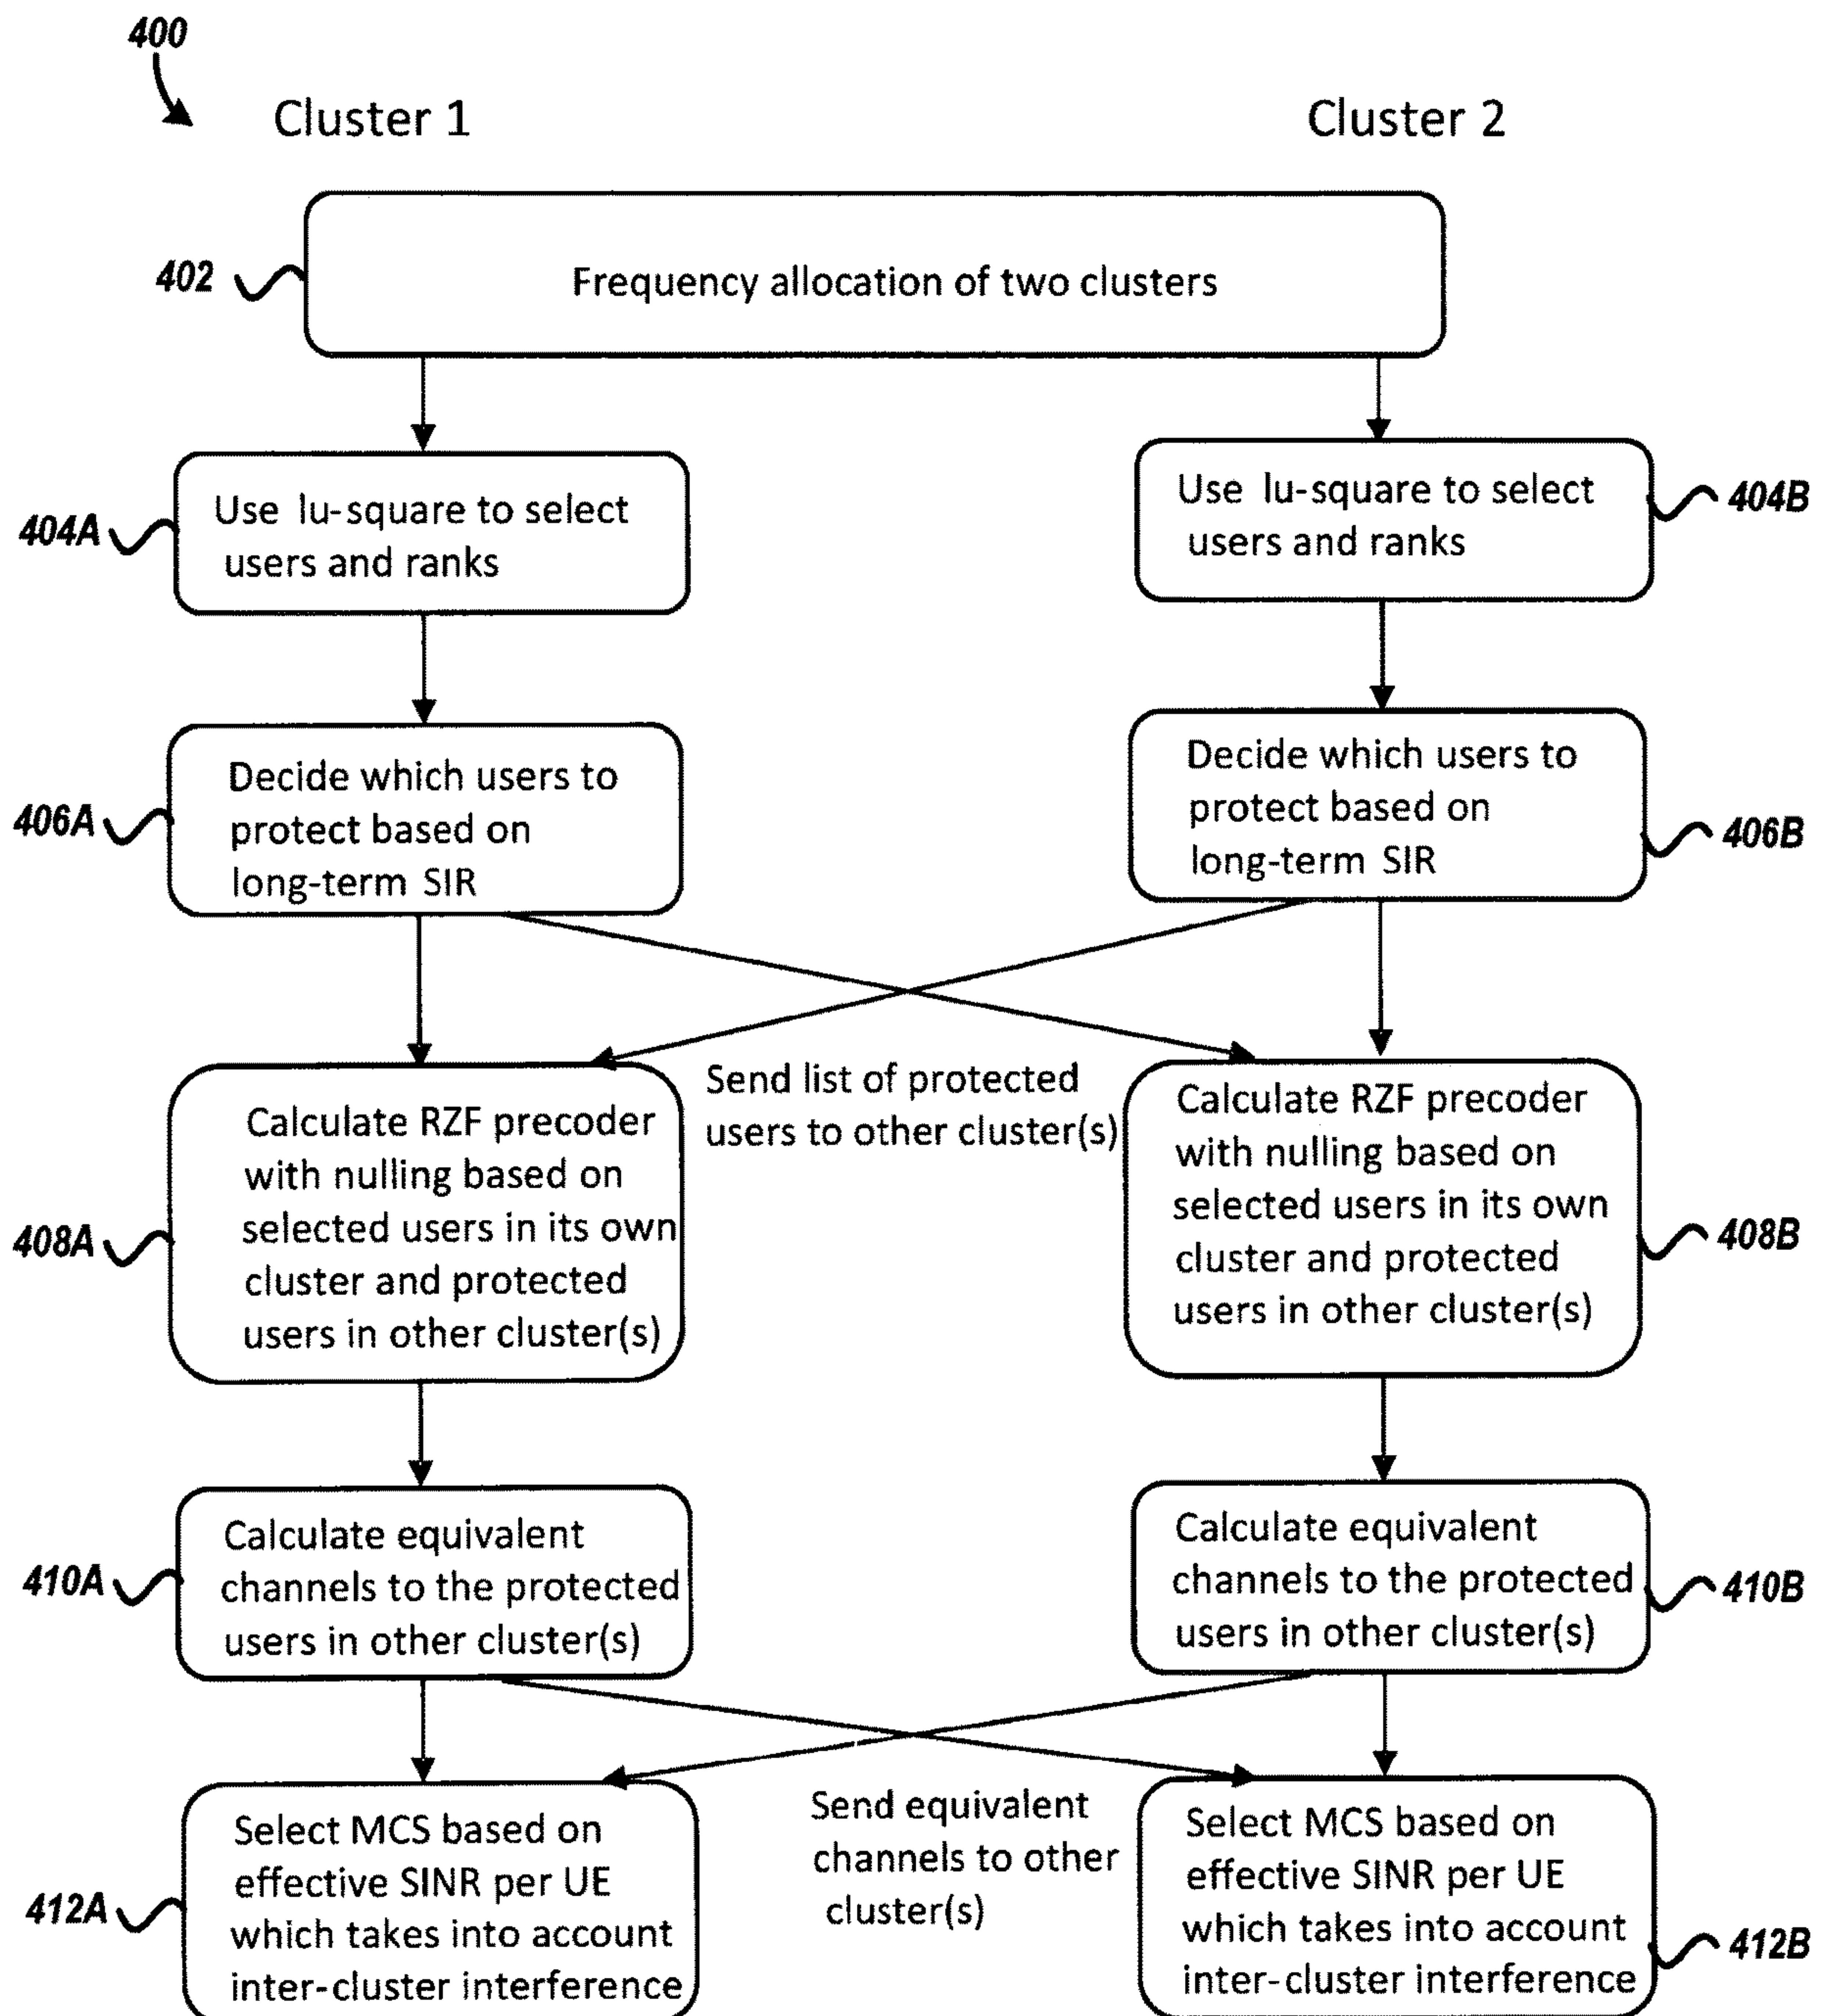 400
Cluster 1
Cluster 2
402
Frequency allocation of two clusters
404A
Use lu-square to select
users and ranks
Use lu-square to select
users and ranks
404B
406A
Decide which users to
protect based on
long-term SIR
Decide which users to
protect based on
long-term SIR
406B
Send list of protected
users to other cluster(s)
408A
Calculate RZF precoder
with nulling based on
selected users in its own
cluster and protected
users in other cluster(s)
Calculate RZF precoder
with nulling based on
selected users in its own
cluster and protected
users in other cluster(s)
408B
410A
Calculate equivalent
channels to the protected
users in other cluster(s)
Calculate equivalent
channels to the protected
users in other cluster(s)
410B
Send equivalent
channels to other
cluster(s)
412A
Select MCS based on
effective SINR per UE
which takes into account
inter-cluster interference
Select MCS based on
effective SINR per UE
which takes into account
inter-cluster interference
412B